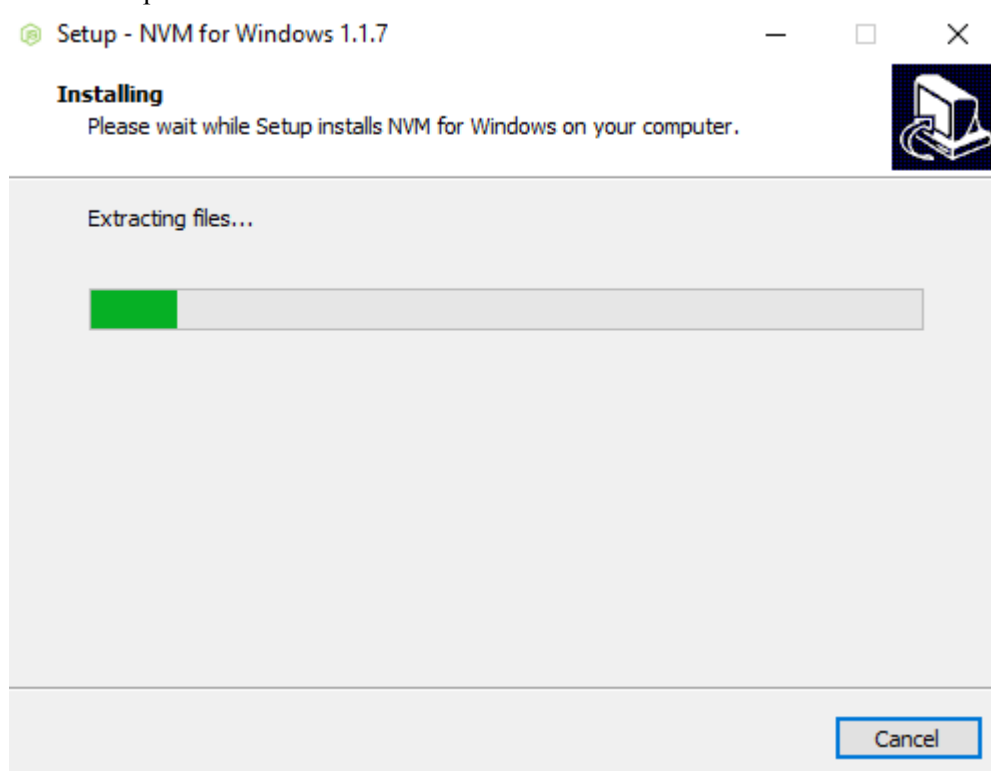 Setup - NVM for Windows 1.1.7
Installing
Please wait while Setup installs NVM for Windows on your computer.
Extracting files...
Cancel